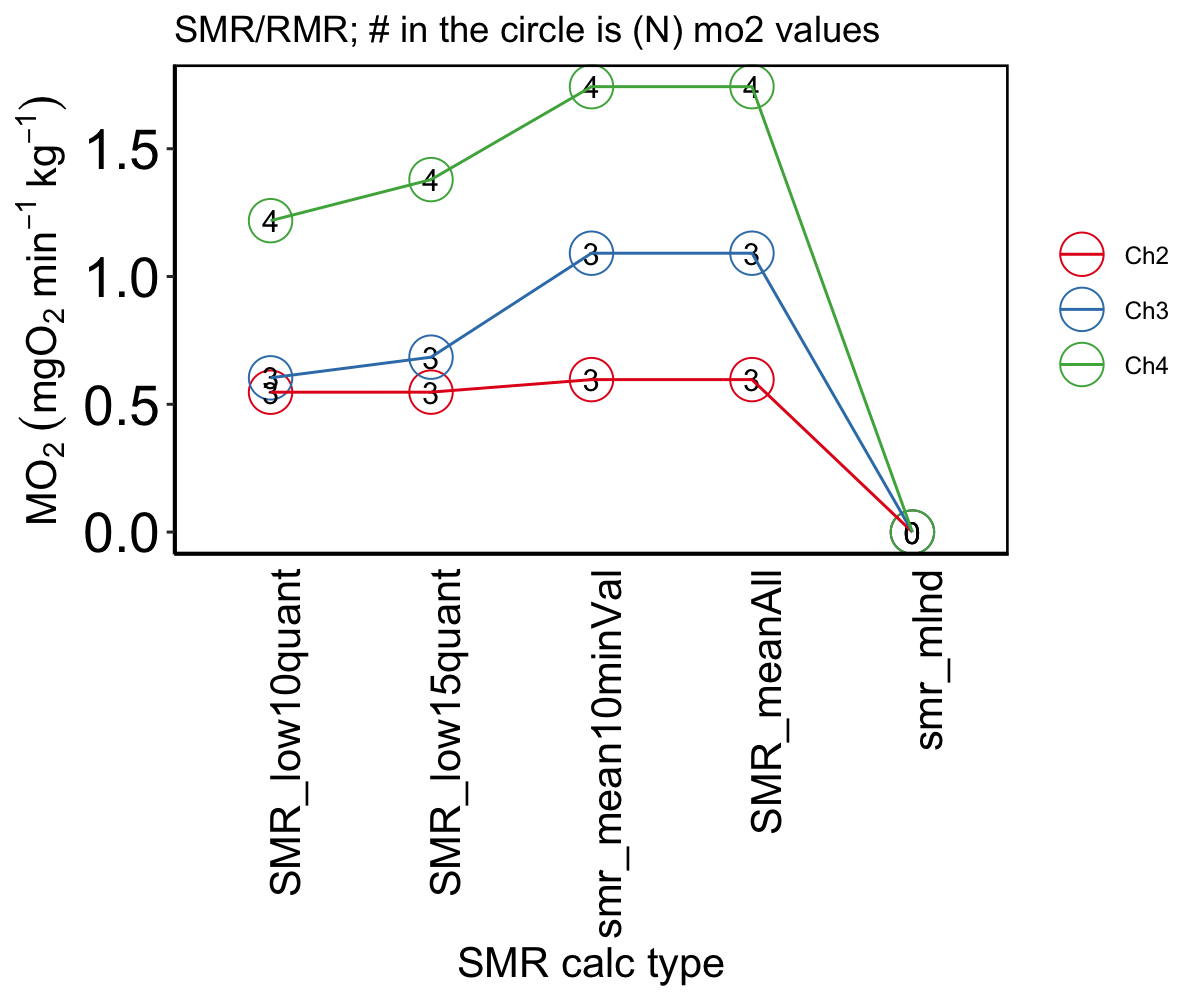 SMR/RMR; # in the circle is (N) mo2 values
MO₂ (mgO₂ min⁻¹ kg⁻¹)
1.5
1.0
0.5
0.0
4
4
4
4
3
3
3
3
3
3
3
3
0
Ch2
Ch3
Ch4
SMR_low10quant
SMR_low15quant
smr_mean10minVal
SMR_meanAll
smr_mlnd
SMR calc type